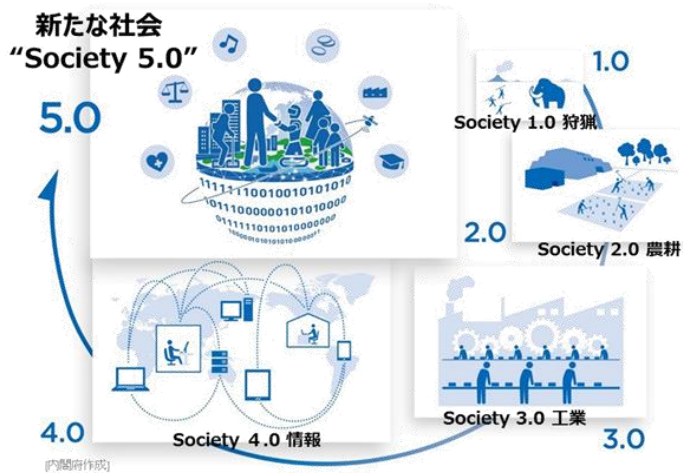 新たな社会
“Society 5.0”
5.0
1.0
Society 1.0 狩猟
2.0
Society 2.0 農耕
Society 3.0 工業
3.0
4.0
Society 4.0 情報
[内閣府作成]
11111100100101010